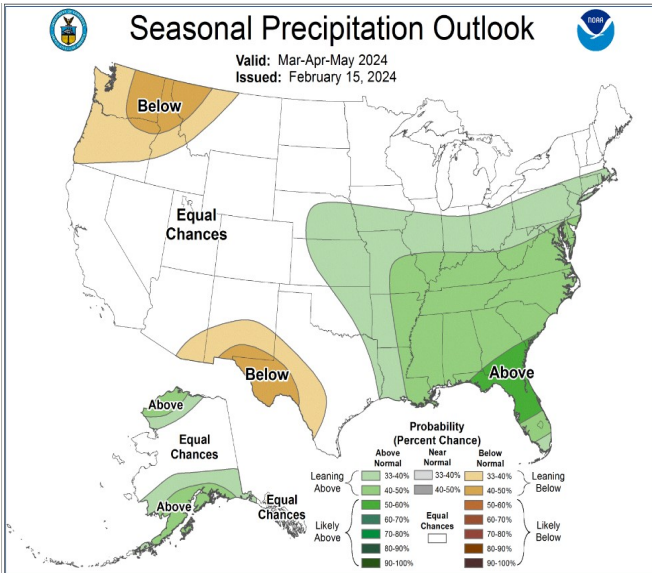 Seasonal Precipitation Outlook
NOAA
Valid: Mar-Apr-May 2024
Issued: February 15, 2024
Below
Equal
Chances
Below
Above
Above
Equal
Chances
Above
Equal
Chances
Probability
(Percent Chance)
Above
Normal
Near
Normal
Below
Normal
Leaning
Above
33-40%
40-50%
33-40%
40-50%
33-40%
40-50%
Leaning
Below
Likely
Above
50-60%
60-70%
70-80%
80-90%
90-100%
Equal
Chances
50-60%
60-70%
70-80%
80-90%
90-100%
Likely
Below